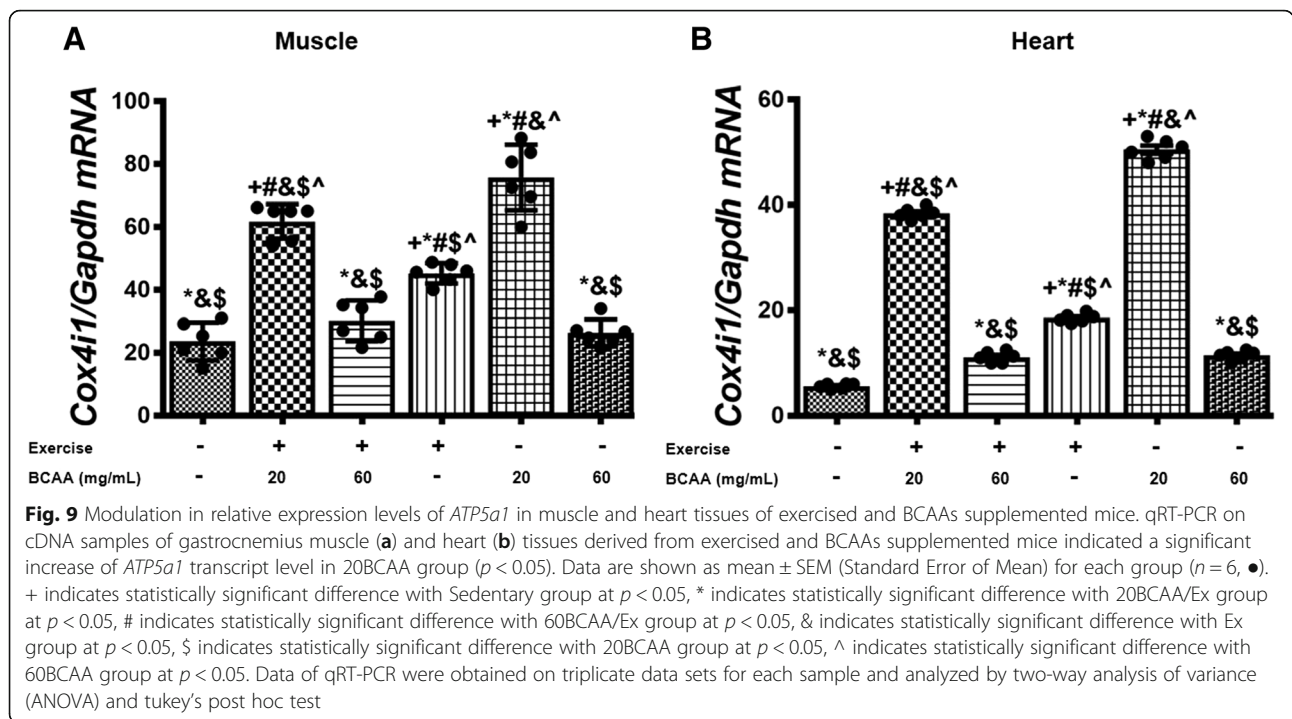 A Muscle
B Heart
Cox4i1/Gapdh mRNA
100
80
60
40
20
0
*&$
+#&$^
*&$
+*#$^
+*#&^
*&$
Exercise - + + + - -
BCAA (mg/mL) - 20 60 - 20 60
Cox4i1/Gapdh mRNA
60
40
20
0
*&$
+#&$^
*&$
+*#$^
+*#&^
*&$
Exercise - + + + - -
BCAA (mg/mL) - 20 60 - 20 60
Fig. 9 Modulation in relative expression levels of ATP5a1 in muscle and heart tissues of exercised and BCAAs supplemented mice. qRT-PCR on
cDNA samples of gastrocnemius muscle (a) and heart (b) tissues derived from exercised and BCAAs supplemented mice indicated a significant
increase of ATP5a1 transcript level in 20BCAA group (p < 0.05). Data are shown as mean ± SEM (Standard Error of Mean) for each group (n = 6, ●).
+ indicates statistically significant difference with Sedentary group at p < 0.05, * indicates statistically significant difference with 20BCAA/Ex group
at p < 0.05, # indicates statistically significant difference with 60BCAA/Ex group at p < 0.05, & indicates statistically significant difference with Ex
group at p < 0.05, $ indicates statistically significant difference with 20BCAA group at p < 0.05, ^ indicates statistically significant difference with
60BCAA group at p < 0.05. Data of qRT-PCR were obtained on triplicate data sets for each sample and analyzed by two-way analysis of variance
(ANOVA) and tukey's post hoc test